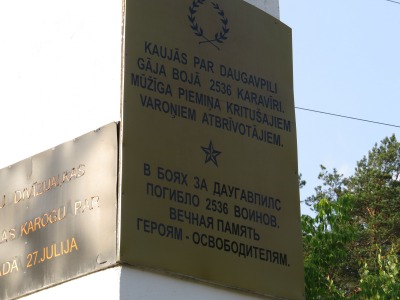 KAUJĀS PAR DAUGAVPILI
GĀJA BOJĀ 2536 KARAVĪRI.
MŪŽĪGA PIEMIŅA KRITUŠAJIEM
VAROŅIEM ATBRĪVOTĀJIEM.
В БОЯХ ЗА ДАУГАВПИЛС
ПОГИБЛО 2536 ВОИНОВ.
ВЕЧНАЯ ПАМЯТЬ
ГЕРОЯМ - ОСВОБОДИТЕЛЯМ.
DIVĪZIJAS
KAROGU PAR
27.JŪLIJĀ